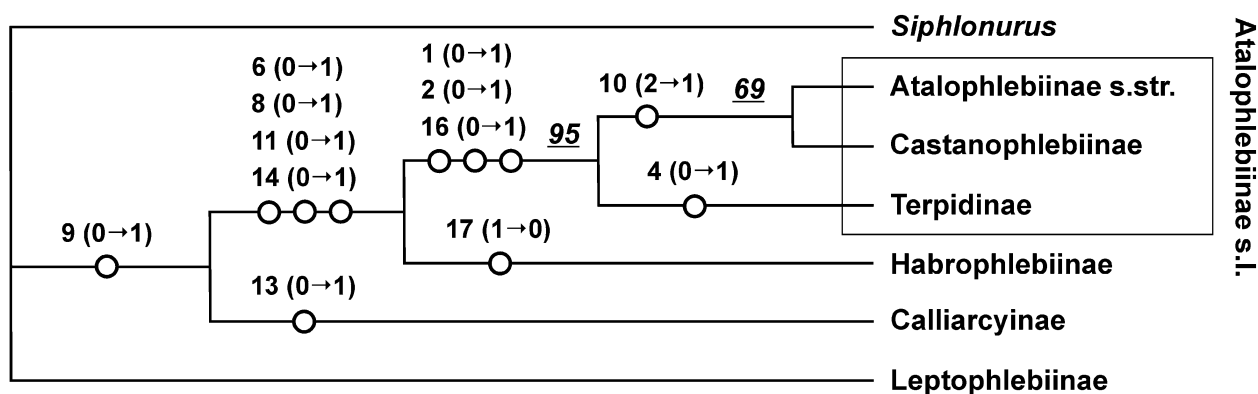 Siphlonurus
1 (0→1)
6 (0→1)
2 (0→1)
10 (2→1)
69
Atalophlebiinae s.str.
8 (0→1)
16 (0→1)
95
11 (0→1)
Castanophlebiinae
14 (0→1)
4 (0→1)
Terpidinae
9 (0→1)
17 (1→0)
Habrophlebiinae
13 (0→1)
Calliarcyinae
Leptophlebiinae
Atalophlebiinae s.l.